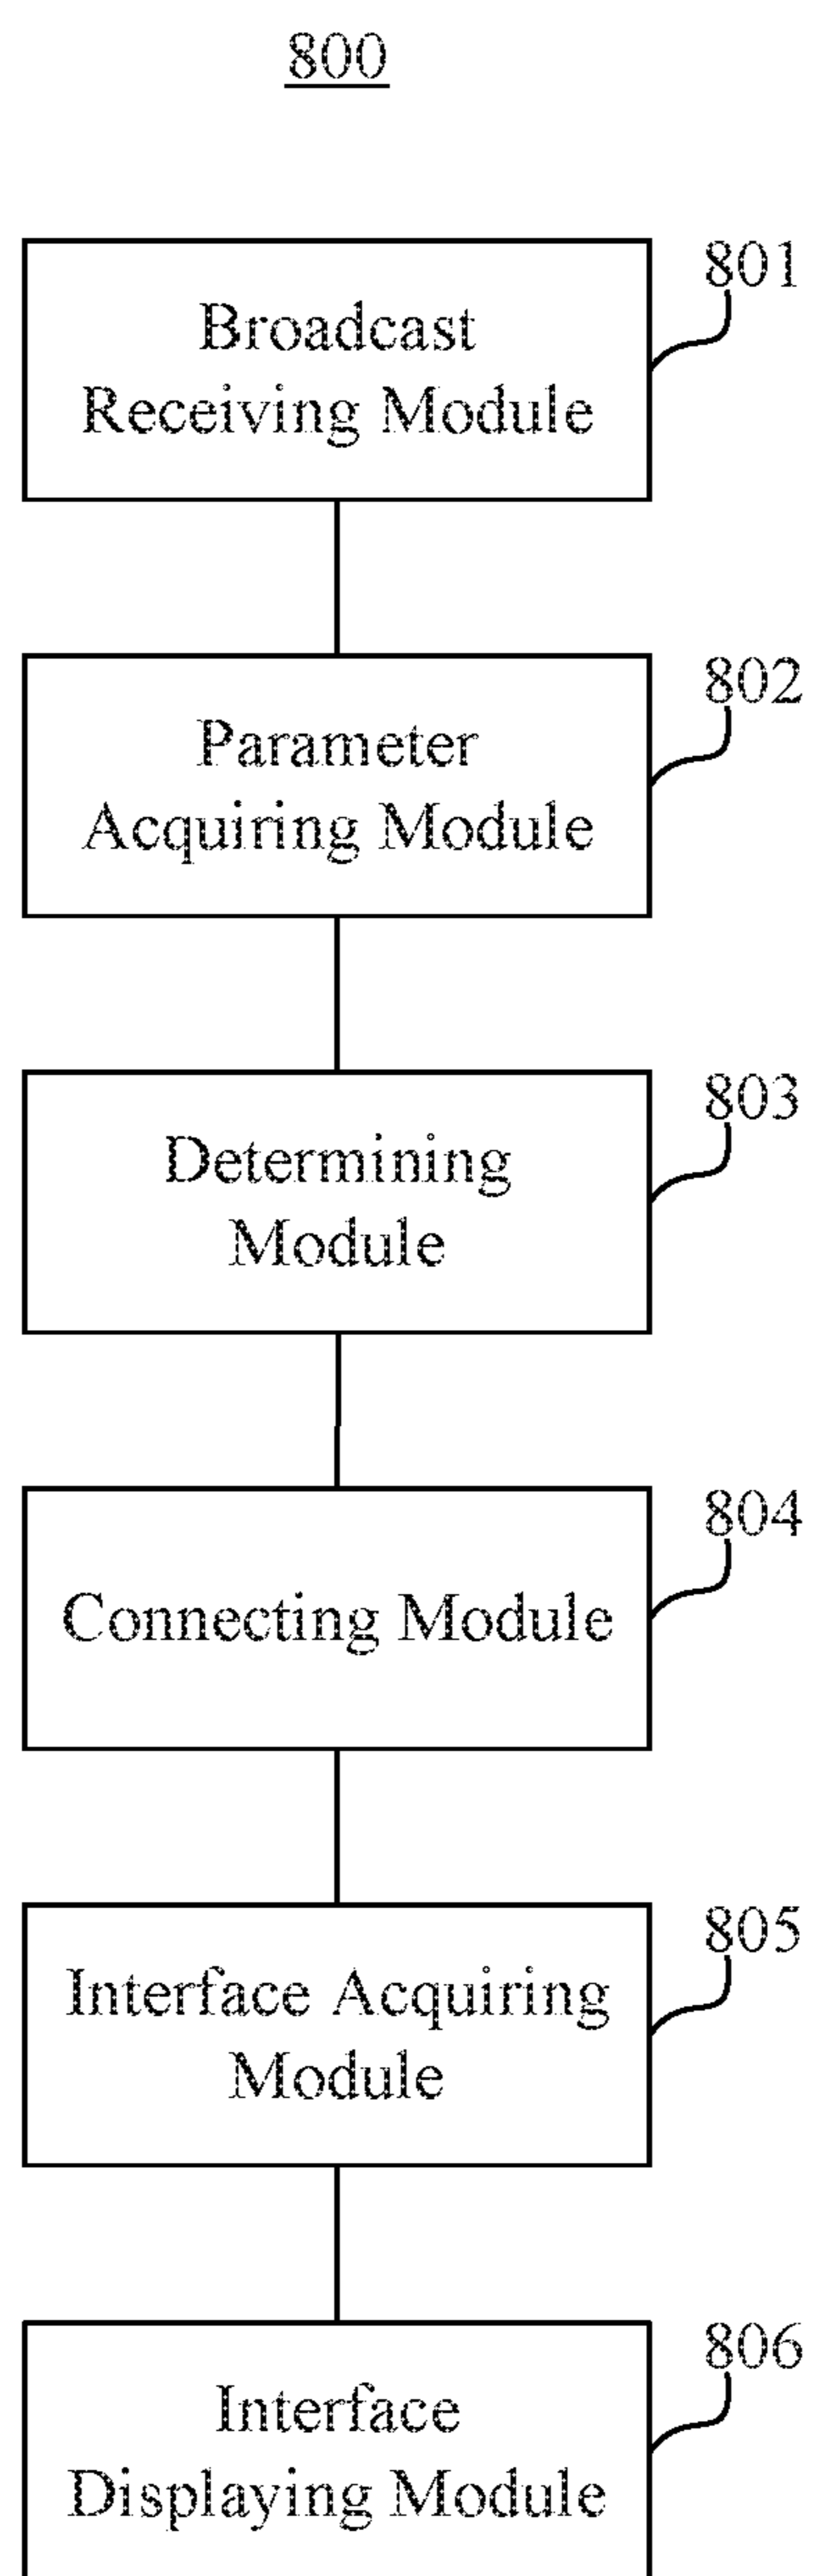 800
801
Broadcast
Receiving Module
802
Parameter
Acquiring Module
803
Determining
Module
804
Connecting Module
805
Interface Acquiring
Module
806
Interface
Displaying Module